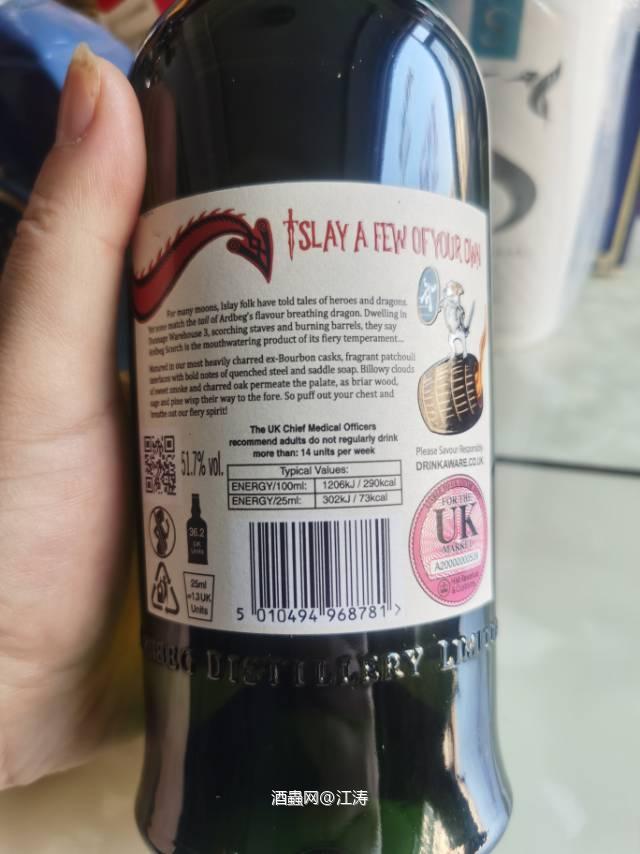 ISLAY A FEW OF YOUR OWN
For many moons, Islay folk have told tales of heroes and dragons.
Yet none match the tail of Ardbeg's flavour breathing dragon. Dwelling in
Dunnage Warehouse 3, scorching staves and burning barrels, they say
Ardbeg Scorch is the mouthwatering product of its fiery temperament...
Matured in our most heavily charred ex-Bourbon casks, fragrant patchouli
interlaces with bold notes of quenched steel and saddle soap. Billowy clouds
of sweet smoke and charred oak permeate the palate, as briar wood,
sage and pine wisp their way to the fore. So puff out your chest and
breathe out our fiery spirit!
The UK Chief Medical Officers
recommend adults do not regularly drink
more than: 14 units per week
51.7% vol.
Typical Values:
ENERGY/100ml: 1206kJ / 290kcal
ENERGY/25ml: 302kJ / 73kcal
Please Savour Responsibly
DRINKAWARE.CO.UK
FOR THE
UK
MARKET
36.2
UK
Units
25ml
=1.3UK
Units
5 010494 968781 >
DISTILLERY LIMITED
酒蟲网@江涛